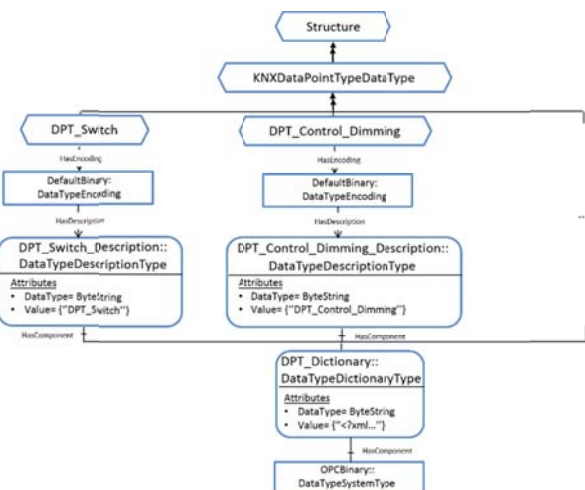 Structure
KNXDataPointTypeDataType
DPT_Switch
DPT_Control_Dimming
HasEncoding
HasEncoding
DefaultBinary:
DataTypeEncoding
DefaultBinary:
DataTypeEncoding
...
HasDescription
HasDescription
DPT_Switch_Description::
DataTypeDescriptionType
Attributes
• DataType= ByteString
• Value= {"DPT_Switch"}
DPT_Control_Dimming_Description::
DataTypeDescriptionType
Attributes
• DataType= ByteString
• Value= {"DPT_Control_Dimming"}
HasComponent
HasComponent
DPT_Dictionary::
DataTypeDictionaryType
Attributes
• DataType= ByteString
• Value= {"<?xml..."}
HasComponent
OPCBinary::
DataTypeSystemType